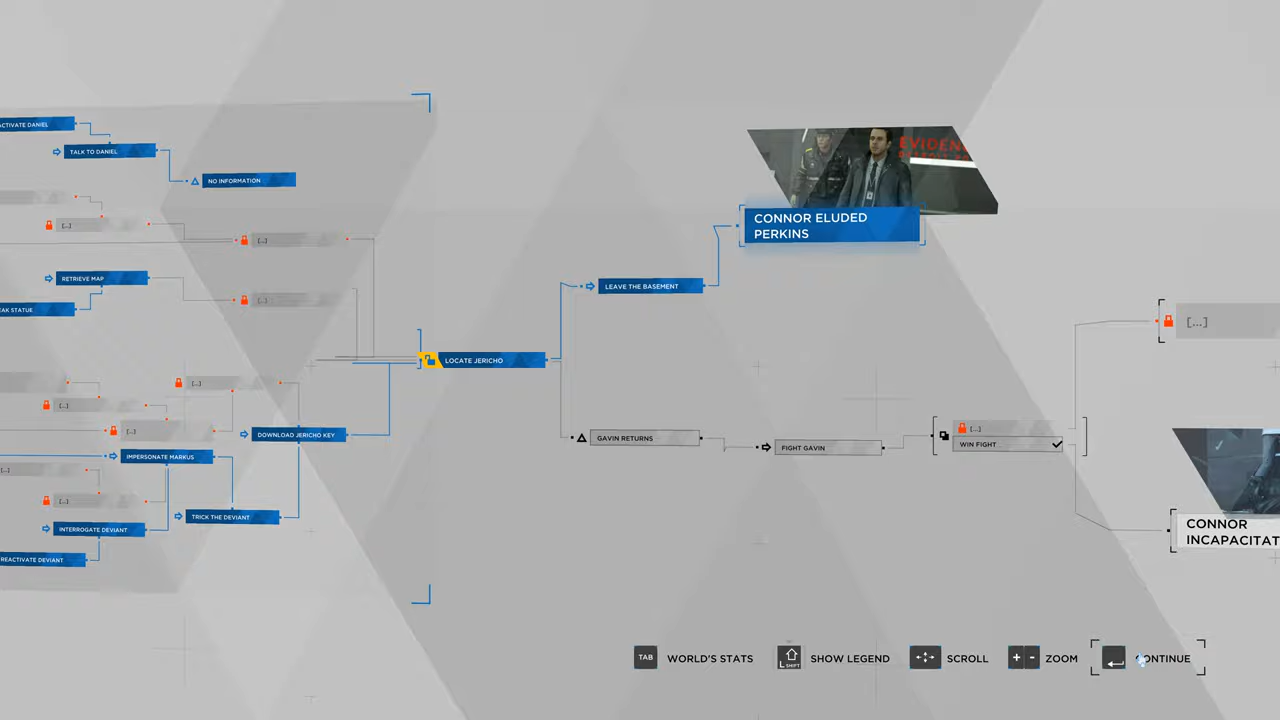 ACTIVATE DANIEL
TALK TO DANIEL
NO INFORMATION
[...]
[...]
RETRIEVE MAP
[...]
EAK STATUE
EVIDENC
CONNOR ELUDED
PERKINS
LEAVE THE BASEMENT
LOCATE JERICHO
[...]
[...]
[...]
[...]
DOWNLOAD JERICHO KEY
IMPERSONATE MARKUS
[...]
[...]
TRICK THE DEVIANT
INTERROGATE DEVIANT
REACTIVATE DEVIANT
GAVIN RETURNS
FIGHT GAVIN
[...]
WIN FIGHT
CONNOR
INCAPACITAT
TAB WORLD'S STATS
L SHIFT SHOW LEGEND
SCROLL
+ - ZOOM
CONTINUE